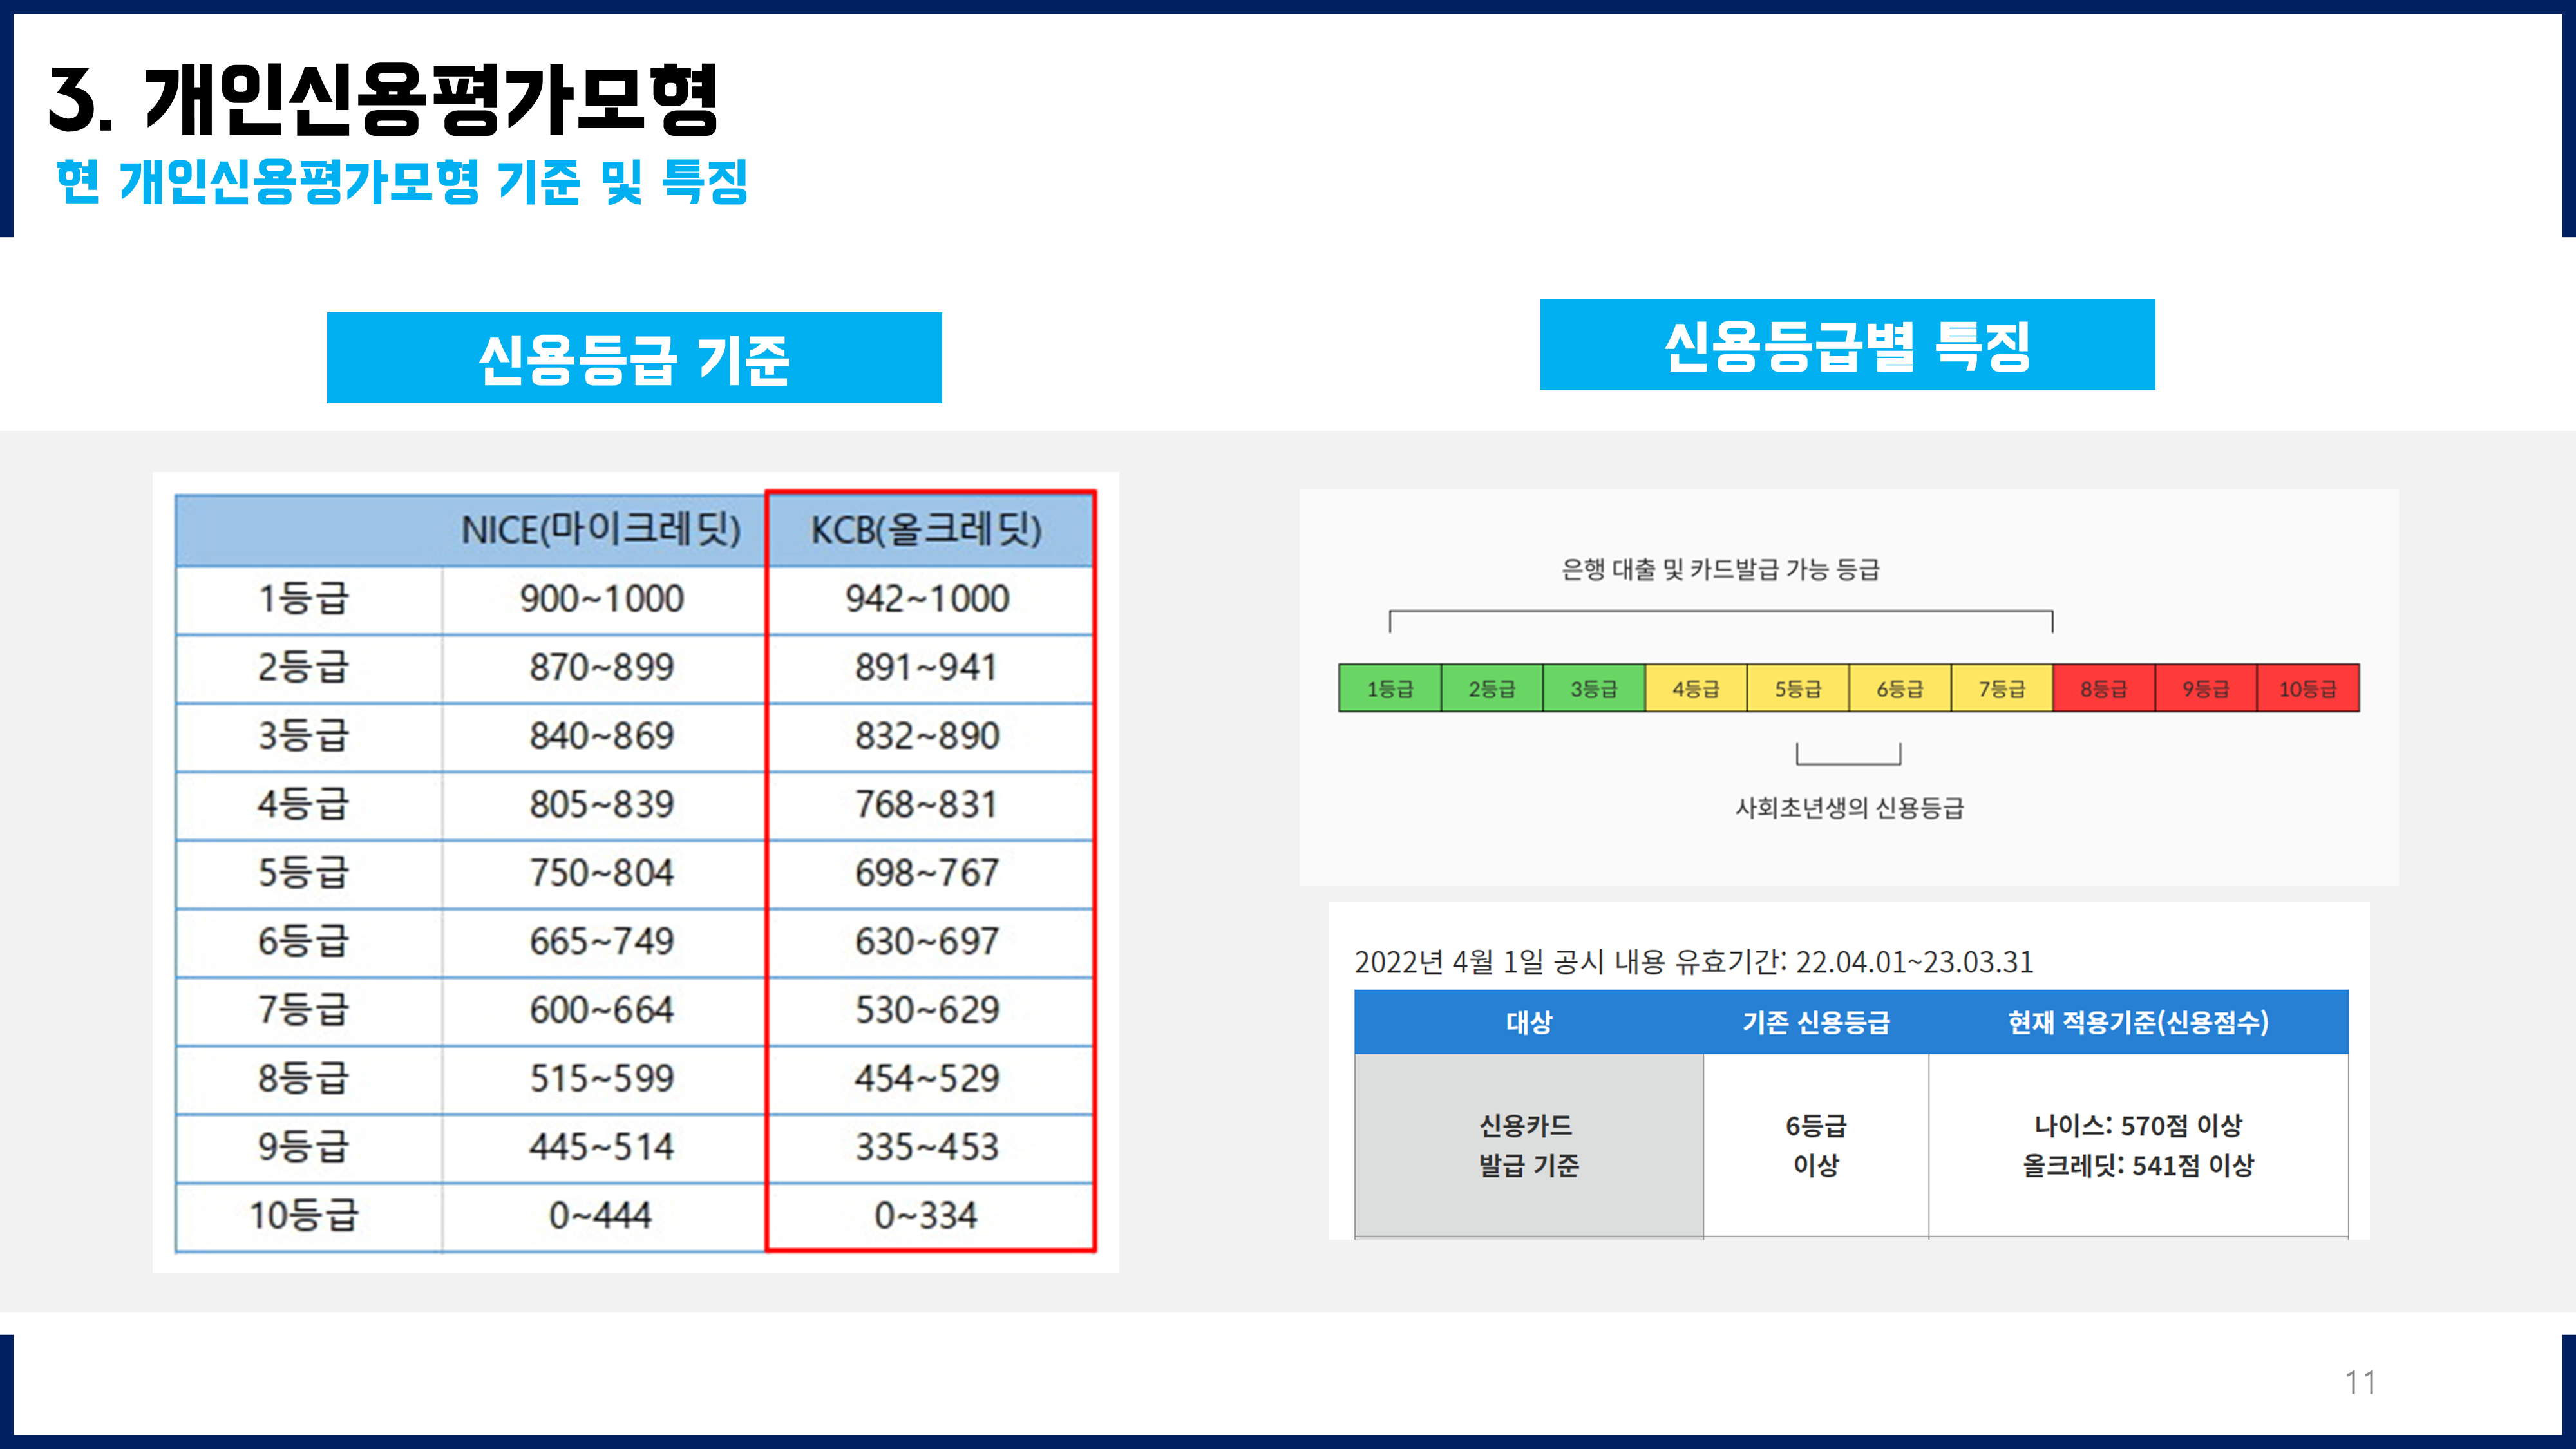 3. 개인신용평가모형
현 개인신용평가모형 기준 및 특징
신용등급 기준
NICE(마이크레딧) KCB(올크레딧)
1등급 900~1000 942~1000
2등급 870~899 891~941
3등급 840~869 832~890
4등급 805~839 768~831
5등급 750~804 698~767
6등급 665~749 630~697
7등급 600~664 530~629
8등급 515~599 454~529
9등급 445~514 335~453
10등급 0~444 0~334
신용등급별 특징
은행 대출 및 카드발급 가능 등급
1등급 2등급 3등급 4등급 5등급 6등급 7등급 8등급 9등급 10등급
사회초년생의 신용등급
2022년 4월 1일 공시 내용 유효기간: 22.04.01~23.03.31
대상 기존 신용등급 현재 적용기준(신용점수)
신용카드 6등급 나이스: 570점 이상
발급 기준 이상 올크레딧: 541점 이상
11